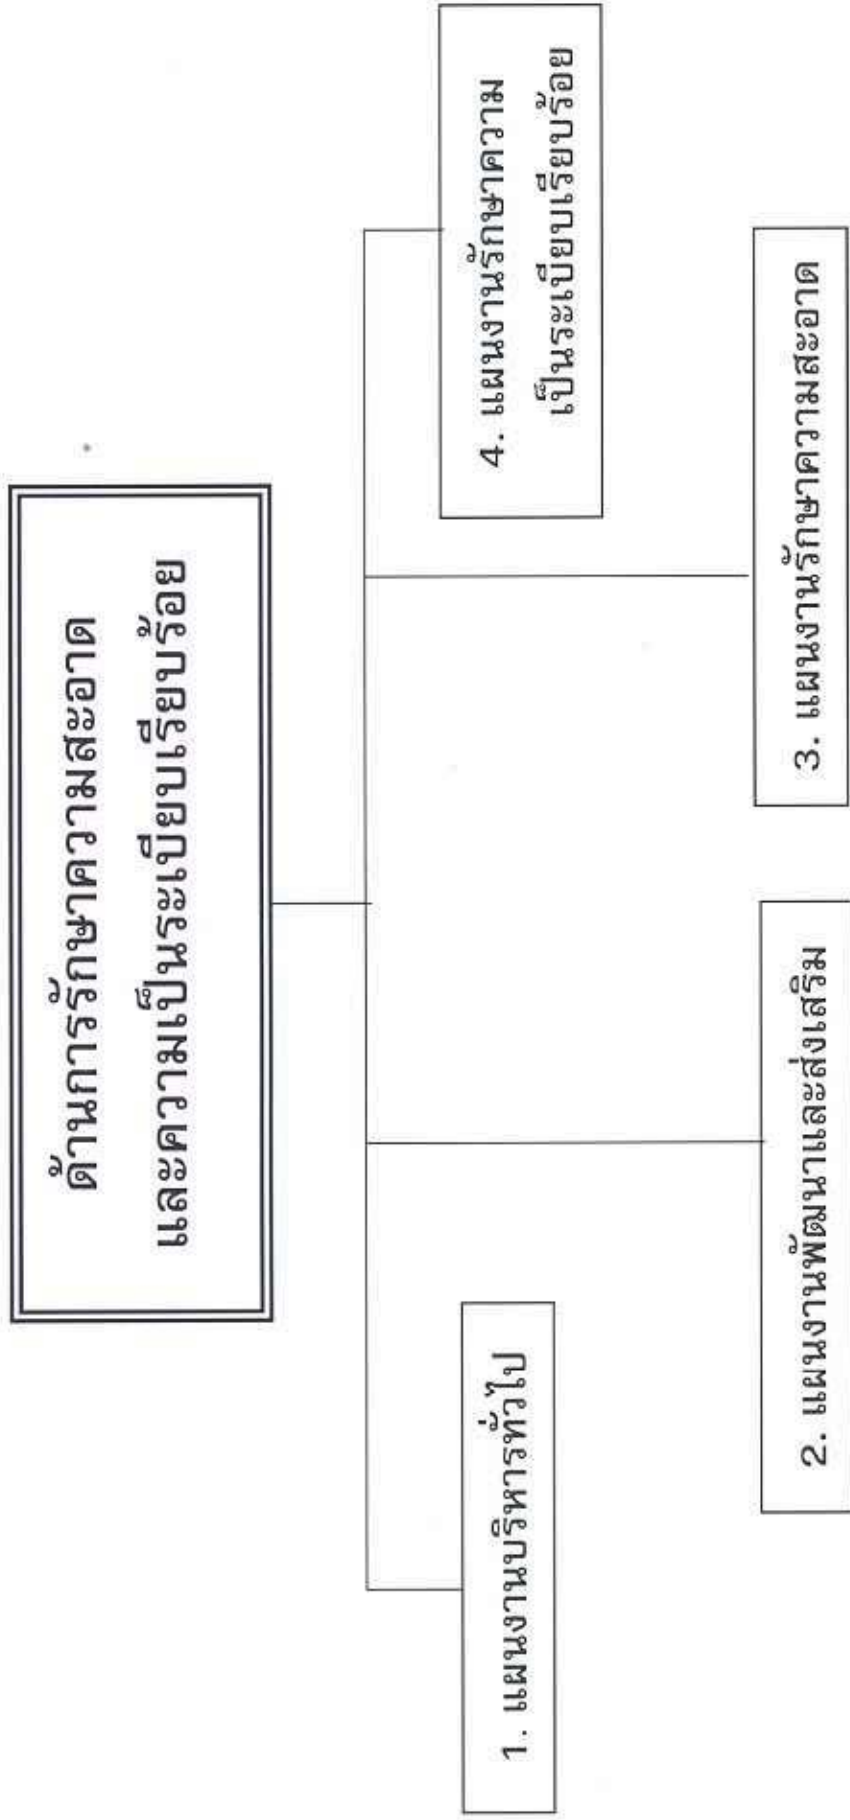 ด้านการรักษาความสะอาด
และความเป็นระเบียบเรียบร้อย
1. แผนงานบริหารทั่วไป
2. แผนงานพัฒนาและส่งเสริม
3. แผนงานรักษาความสะอาด
4. แผนงานรักษาความ
เป็นระเบียบเรียบร้อย